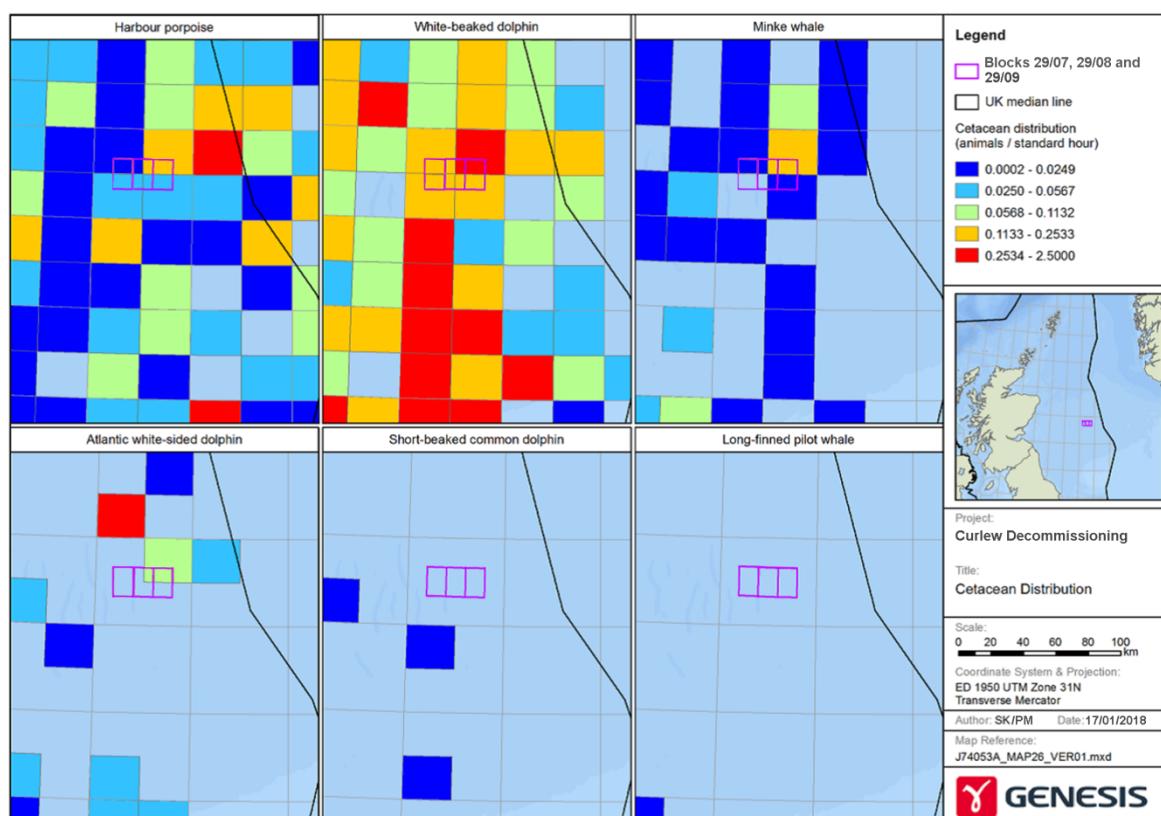 Harbour porpoise
White-beaked dolphin
Minke whale
Atlantic white-sided dolphin
Short-beaked common dolphin
Long-finned pilot whale
Legend
Blocks 29/07, 29/08 and
29/09
UK median line
Cetacean distribution
(animals / standard hour)
0.0002 - 0.0249
0.0250 - 0.0567
0.0568 - 0.1132
0.1133 - 0.2533
0.2534 - 2.5000
Project:
Curlew Decommissioning
Title:
Cetacean Distribution
Scale:
0 20 40 60 80 100
km
Coordinate System & Projection:
ED 1950 UTM Zone 31N
Transverse Mercator
Author: SK/PM Date: 17/01/2018
Map Reference:
J74053A_MAP26_VER01.mxd
GENESIS